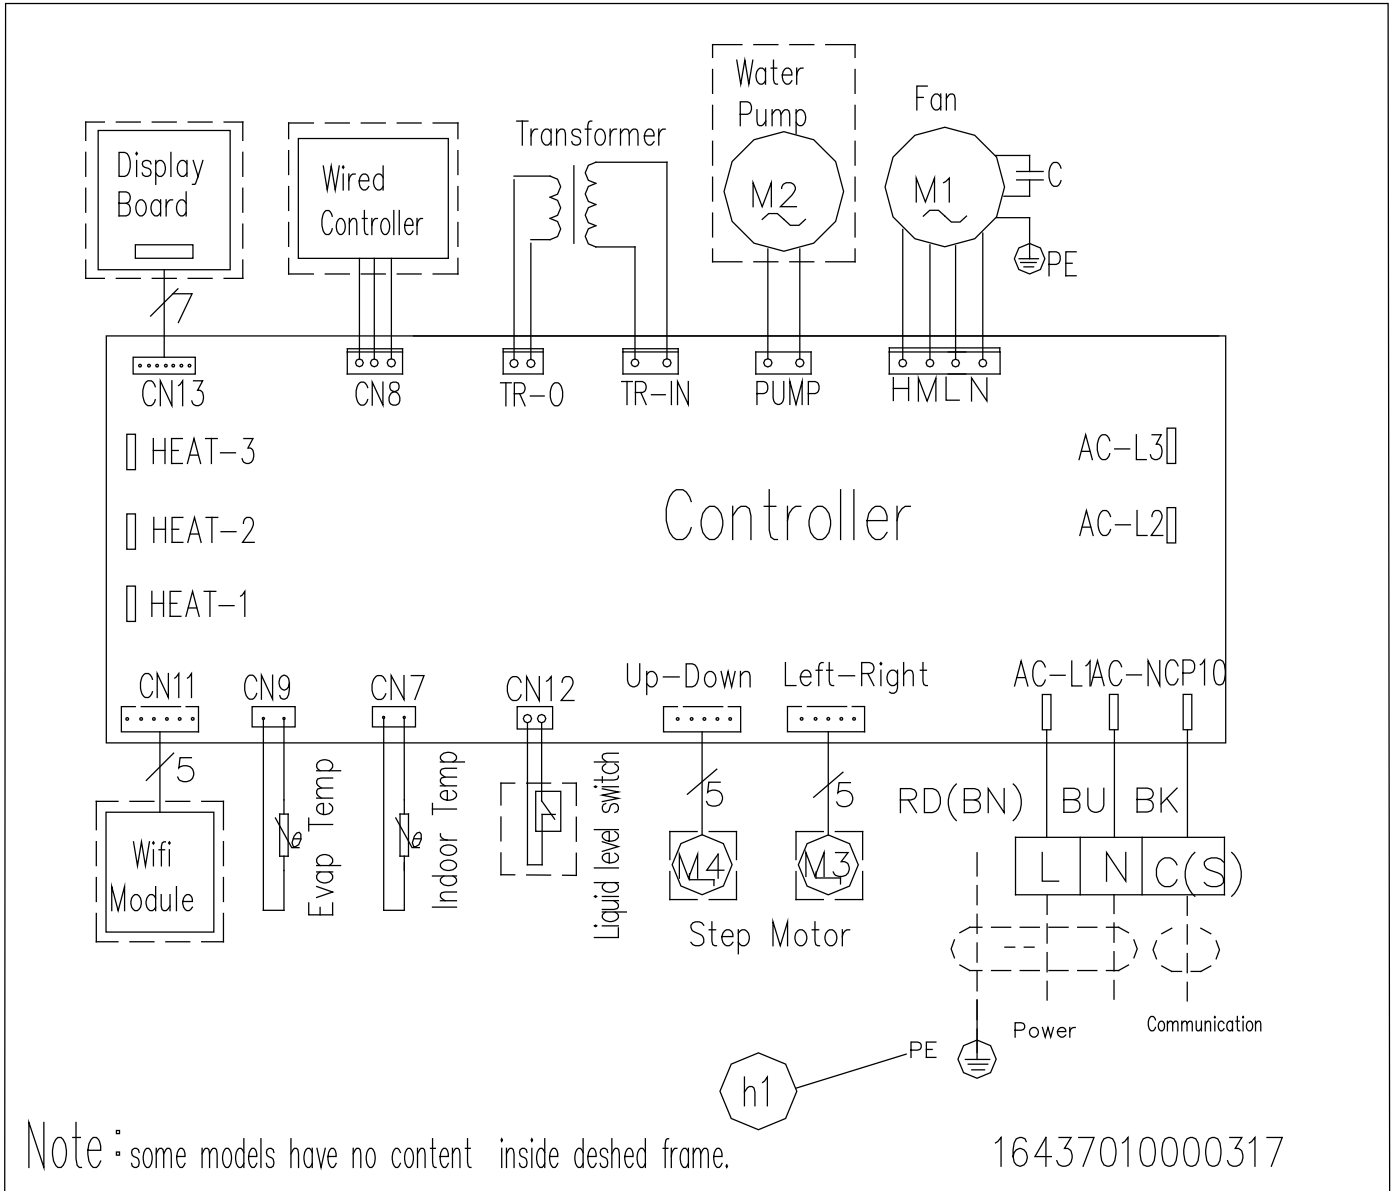 Water
Pump
Fan
Transformer
Display
Board
Wired
Controller
M2
M1
C
PE
7
CN13
CN8
TR-O
TR-IN
PUMP
H M L N
HEAT-3
AC-L3
Controller
HEAT-2
AC-L2
HEAT-1
CN11
CN9
CN7
CN12
Up-Down
Left-Right
AC-L1
AC-N
CP10
5
Evap Temp
Indoor Temp
Liquid level switch
5
5
RD(BN)
BU
BK
θ
θ
Wifi
Module
M4
M3
L
N
C(S)
Step Motor
Power
Communication
PE
h1
Note: some models have no content inside deshed frame.
16437010000317